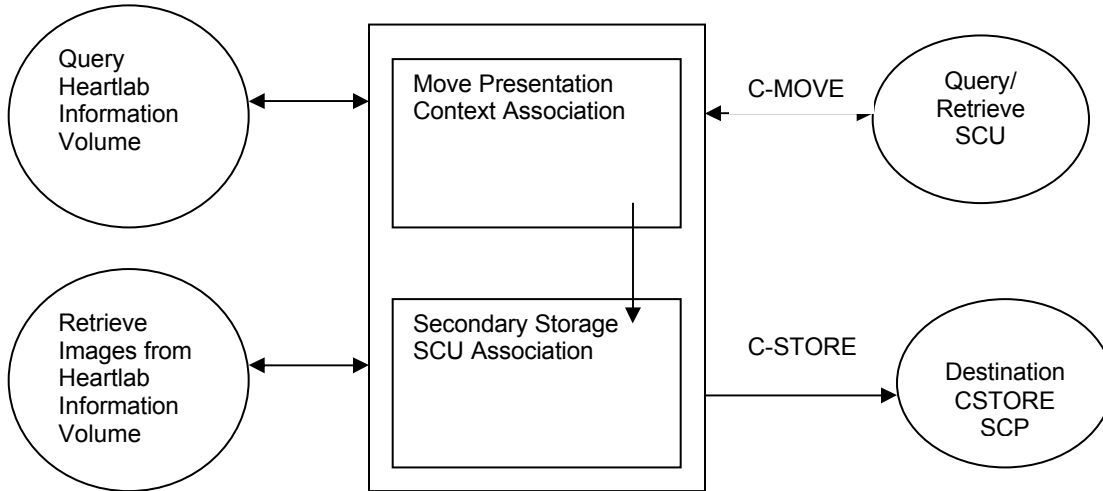 Query
Heartlab
Information
Volume
Move Presentation
Context Association
C-MOVE
Query/
Retrieve
SCU
Retrieve
Images from
Heartlab
Information
Volume
Secondary Storage
SCU Association
C-STORE
Destination
CSTORE
SCP